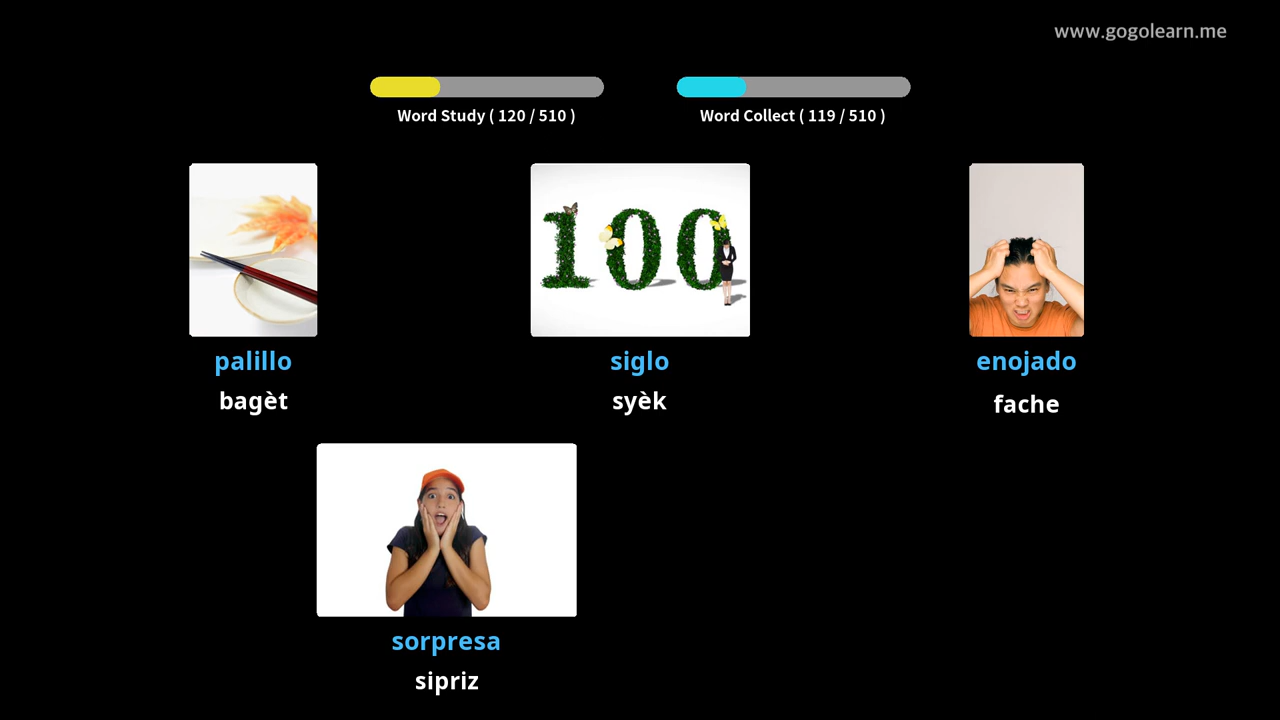 www.gogolearn.me
Word Study ( 120 / 510 )
Word Collect ( 119 / 510 )
palillo
bagèt
siglo
syèk
enojado
fache
sorpresa
sipriz
100